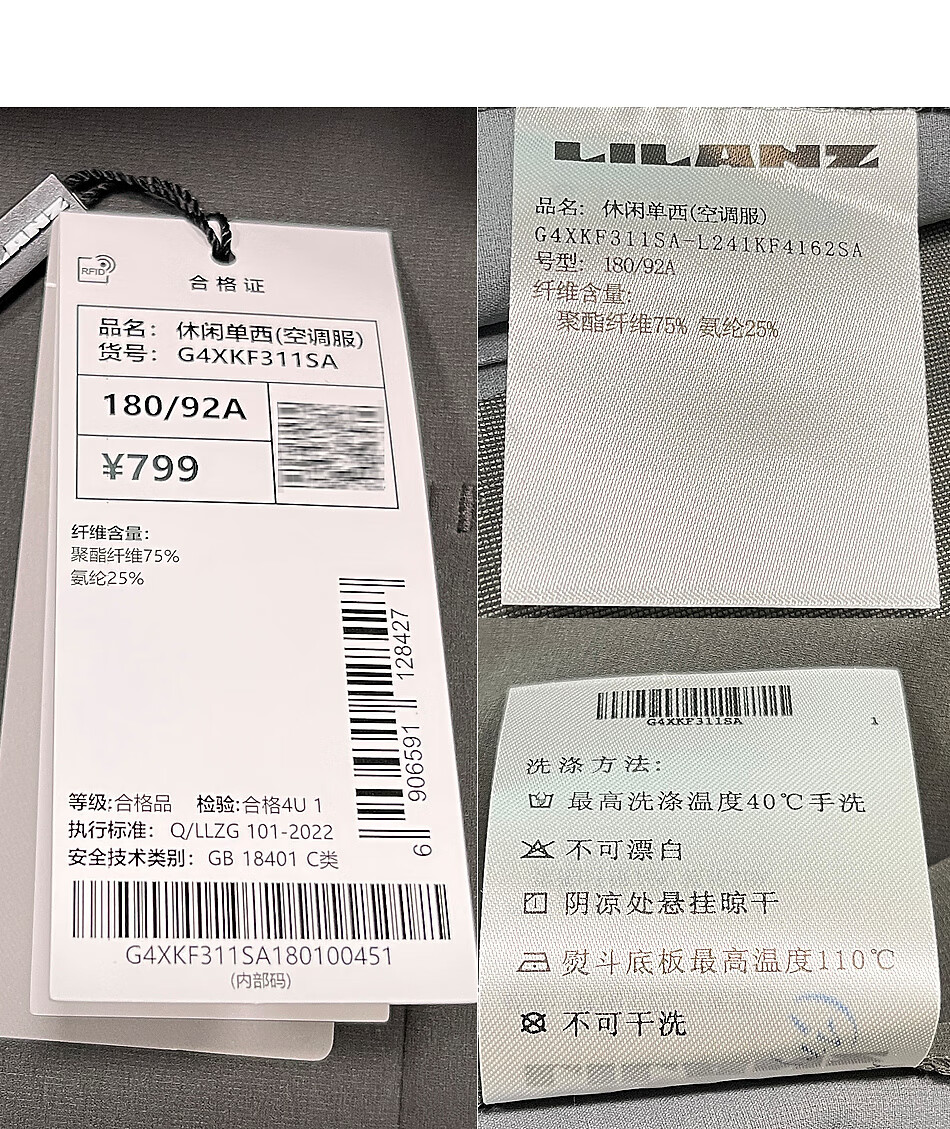 RFID
合格证
品名： 休闲单西(空调服)
货号： G4XKF311SA
180/92A
¥799
纤维含量：
聚酯纤维75%
氨纶25%
6 906591 128427
等级:合格品 检验:合格4U 1
执行标准： Q/LLZG 101-2022
安全技术类别： GB 18401 C类
G4XKF311SA180100451
(内部码)
LILANZ
品名: 休闲单西(空调服)
G4XKF311SA-L241KF4162SA
号型: 180/92A
纤维含量:
聚酯纤维75% 氨纶25%
G4XKF311SA
1
洗涤方法:
最高洗涤温度40℃手洗
不可漂白
阴凉处悬挂晾干
熨斗底板最高温度110℃
不可干洗